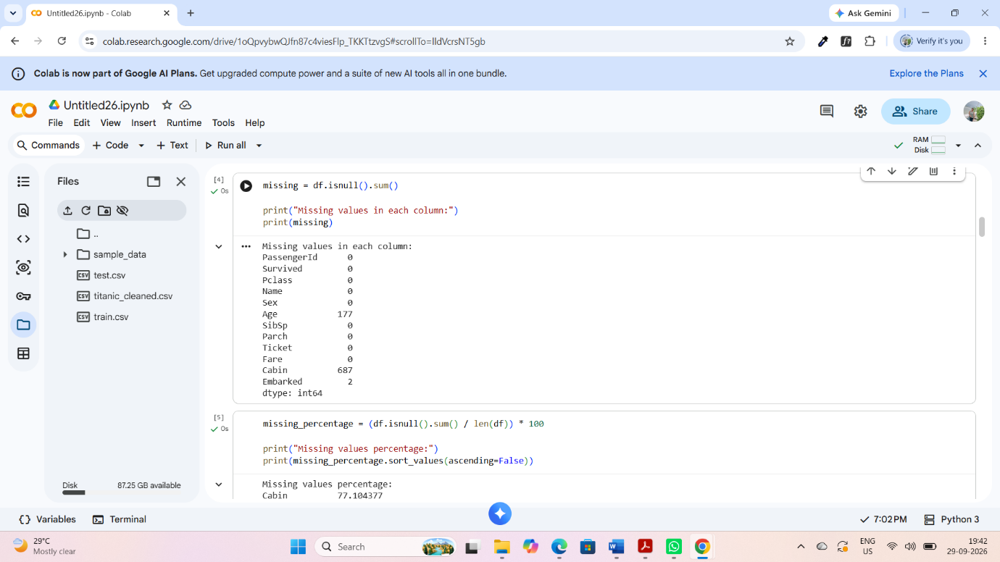 Untitled26.ipynb - Colab
Ask Gemini
colab.research.google.com/drive/1oQpvybwQJfn87c4viesFlp_TKKTtzvgS#scrollTo=lldVcrsNT5gb
f?
Verify it's you
Colab is now part of Google AI Plans. Get upgraded compute power and a suite of new AI tools all in one bundle.
Explore the Plans
CO
Untitled26.ipynb
File Edit View Insert Runtime Tools Help
Share
Commands + Code + Text Run all
RAM
Disk
Files
..
sample_data
CSV test.csv
CSV titanic_cleaned.csv
CSV train.csv
Disk 87.25 GB available
[4]
0s
missing = df.isnull().sum()
print("Missing values in each column:")
print(missing)
Missing values in each column:
PassengerId 0
Survived 0
Pclass 0
Name 0
Sex 0
Age 177
SibSp 0
Parch 0
Ticket 0
Fare 0
Cabin 687
Embarked 2
dtype: int64
[5]
0s
missing_percentage = (df.isnull().sum() / len(df)) * 100
print("Missing values percentage:")
print(missing_percentage.sort_values(ascending=False))
Missing values percentage:
Cabin 77.104377
Variables Terminal
7:02 PM Python 3
29°C
Mostly clear
Search
ENG
US
19:42
29-09-2026